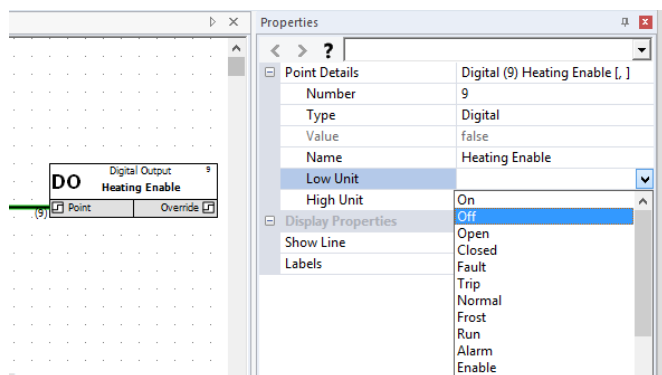 Properties
?
Point Details Digital (9) Heating Enable [, ]
Number 9
Type Digital
Value false
Name Heating Enable
Low Unit
High Unit
Display Properties
Show Line
Labels
On
Off
Open
Closed
Fault
Trip
Normal
Frost
Run
Alarm
Enable
Digital Output 9
DO Heating Enable
(9) Point Override